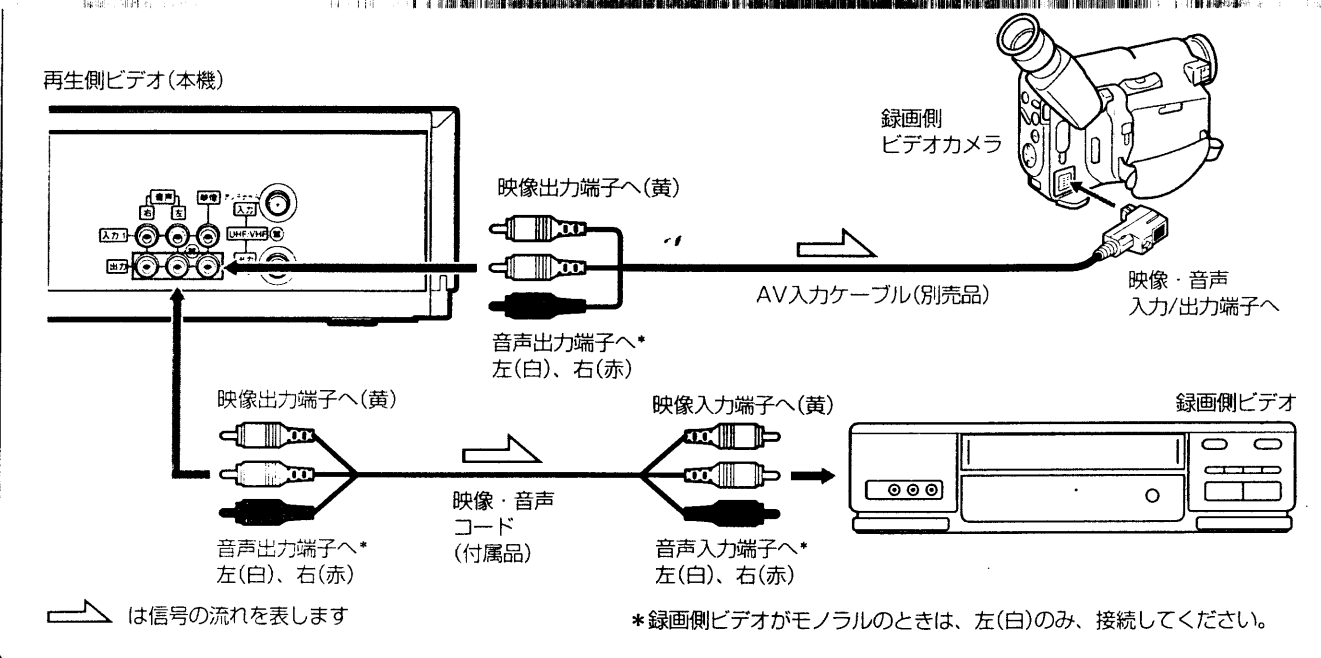 再生側ビデオ(本機)
録画側
ビデオカメラ
音声
映像
右
左
入力
入力1
UHF/VHF
出力
映像出力端子へ(黄)
AV入力ケーブル(別売品)
映像・音声
入力/出力端子へ
音声出力端子へ*
左(白)、右(赤)
映像出力端子へ(黄)
映像入力端子へ(黄)
録画側ビデオ
映像・音声
コード
(付属品)
音声出力端子へ*
左(白)、右(赤)
音声入力端子へ*
左(白)、右(赤)
は信号の流れを表します
*録画側ビデオがモノラルのときは、左(白)のみ、接続してください。